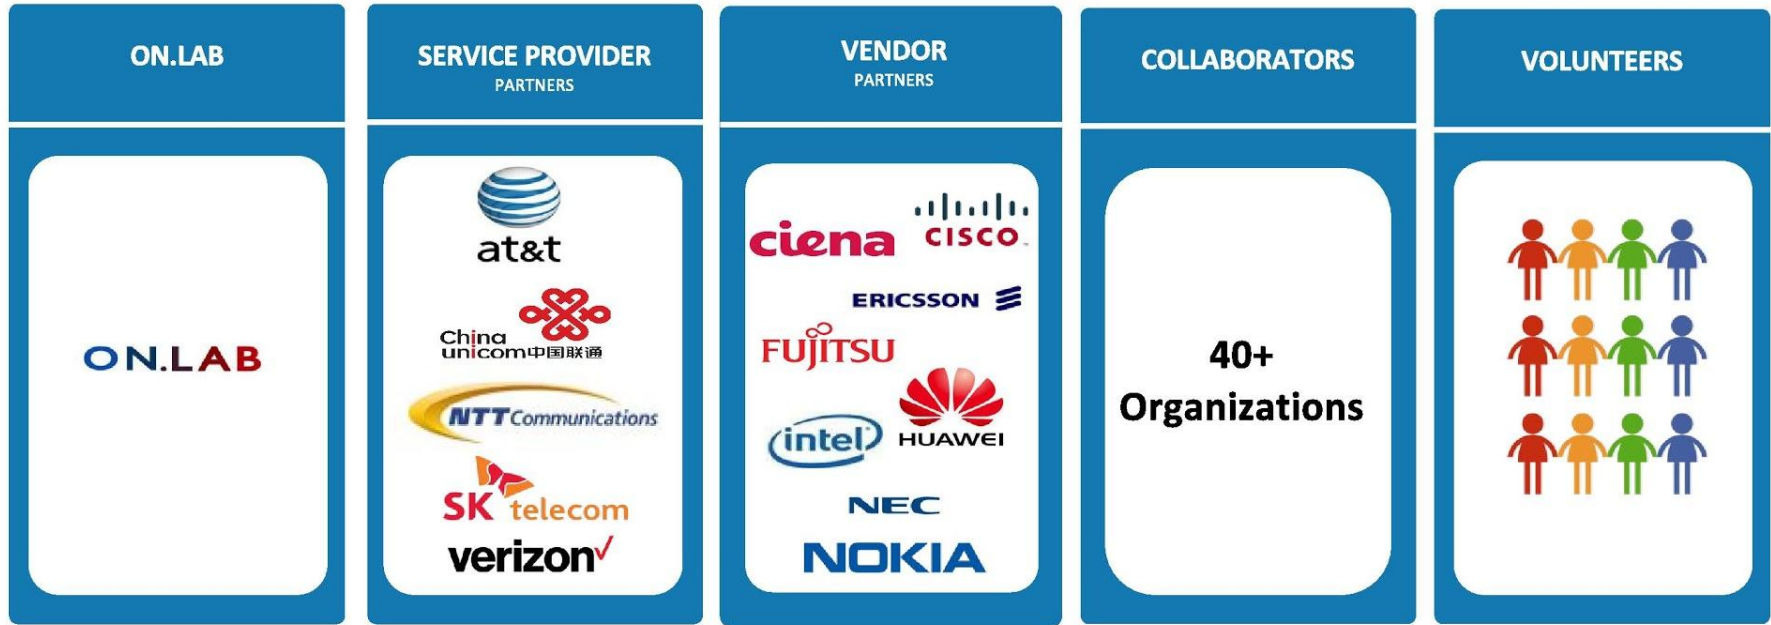 ON.LAB
ON.LAB
SERVICE PROVIDER
PARTNERS
at&t
China
unicom中国联通
NTT Communications
SK telecom
verizon
VENDOR
PARTNERS
ciena
CISCO
ERICSSON
FUJITSU
HUAWEI
intel
NEC
NOKIA
COLLABORATORS
40+
Organizations
VOLUNTEERS